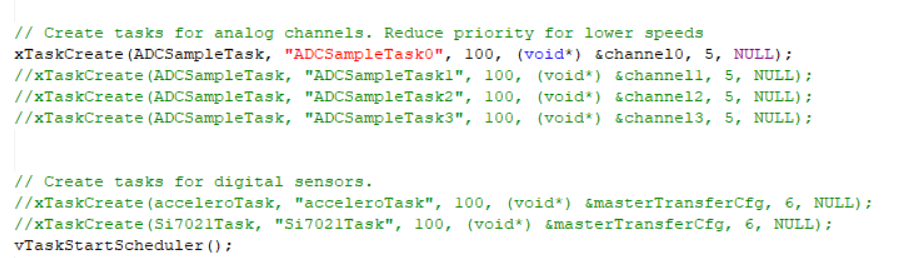 // Create tasks for analog channels. Reduce priority for lower speeds
xTaskCreate(ADCSampleTask, "ADCSampleTask0", 100, (void*) &channel0, 5, NULL);
//xTaskCreate(ADCSampleTask, "ADCSampleTask1", 100, (void*) &channel1, 5, NULL);
//xTaskCreate(ADCSampleTask, "ADCSampleTask2", 100, (void*) &channel2, 5, NULL);
//xTaskCreate(ADCSampleTask, "ADCSampleTask3", 100, (void*) &channel3, 5, NULL);
// Create tasks for digital sensors.
//xTaskCreate(acceleroTask, "acceleroTask", 100, (void*) &masterTransferCfg, 6, NULL);
//xTaskCreate(Si7021Task, "Si7021Task", 100, (void*) &masterTransferCfg, 6, NULL);
vTaskStartScheduler();